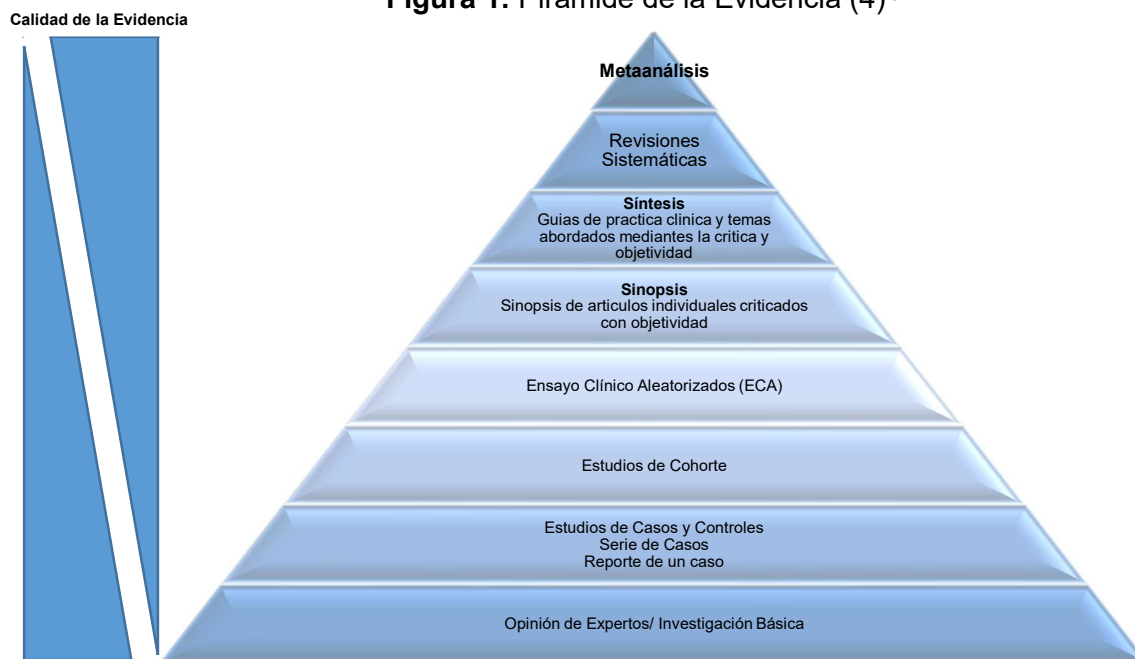 Figura 1. Pirámide de la Evidencia (4)
Calidad de la Evidencia
Metaanálisis
Revisiones
Sistemáticas
Síntesis
Guias de practica clinica y temas
abordados mediantes la critica y
objetividad
Sinopsis
Sinopsis de articulos individuales criticados
con objetividad
Ensayo Clínico Aleatorizados (ECA)
Estudios de Cohorte
Estudios de Casos y Controles
Serie de Casos
Reporte de un caso
Opinión de Expertos/ Investigación Básica